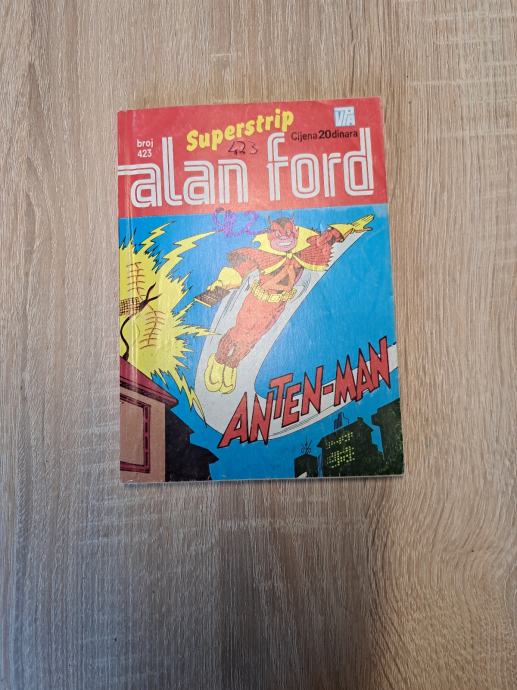 Superstrip
broj
423
Cijena 20 dinara
423
alan ford
ANTEN-MAN